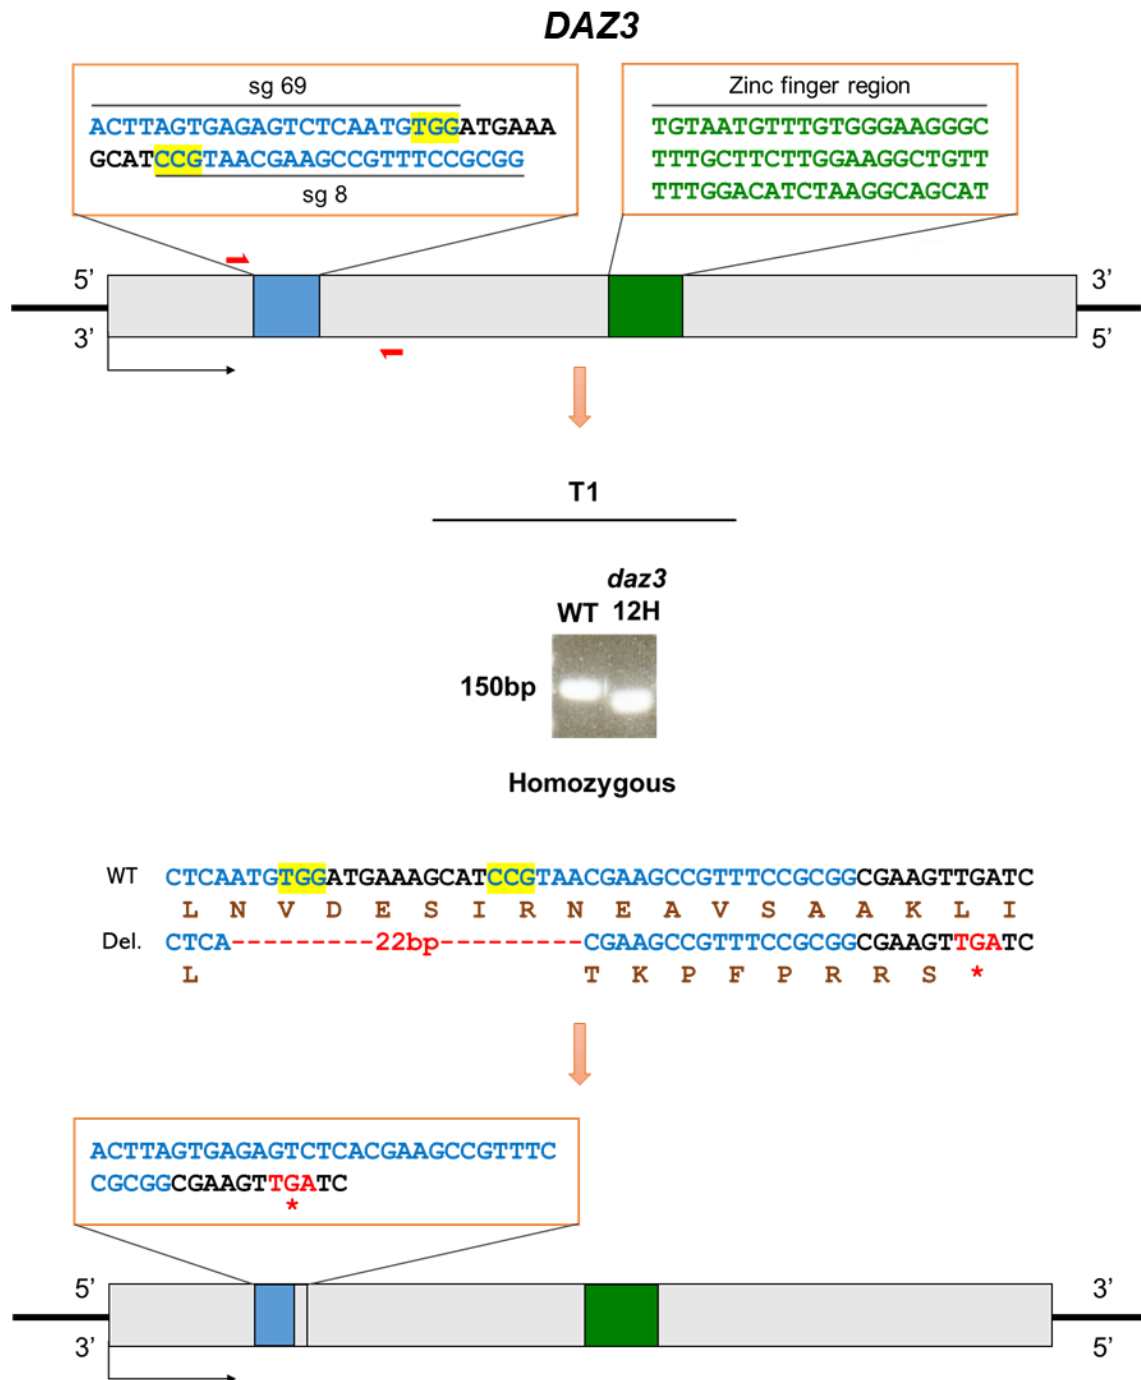 DAZ3
sg 69
ACTTAGTGAGAGTCTCAATGTGGATGAAA
GCATCCGTAACGAAGCCGTTTCCGCGG
sg 8
Zinc finger region
TGTAATGTTTGTGGGAAGGGC
TTTGCTTCTTGGAAGGCTGTT
TTTGGACATCTAAGGCAGCAT
5’ 3’
3’ 5’
T1
daz3
WT 12H
150bp
Homozygous
WT CTCAATGTGGATGAAAGCATCCGTAACGAAGCCGTTTCCGCGGCGAAGTTGATC
L N V D E S I R N E A V S A A K L I
Del. CTCA---------22bp---------CGAAGCCGTTTCCGCGGCGAAGTTGATC
L T K P F P R R S *
ACTTAGTGAGAGTCTCACGAAGCCGTTTC
CGCGGCGAAGTTGATC
*
5’ 3’
3’ 5’